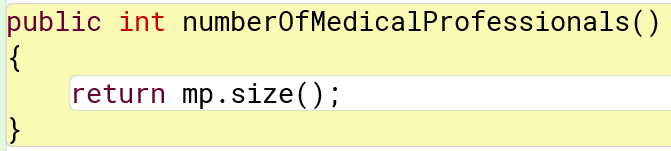 public int numberOfMedicalProfessionals()
{
    return mp.size();
}